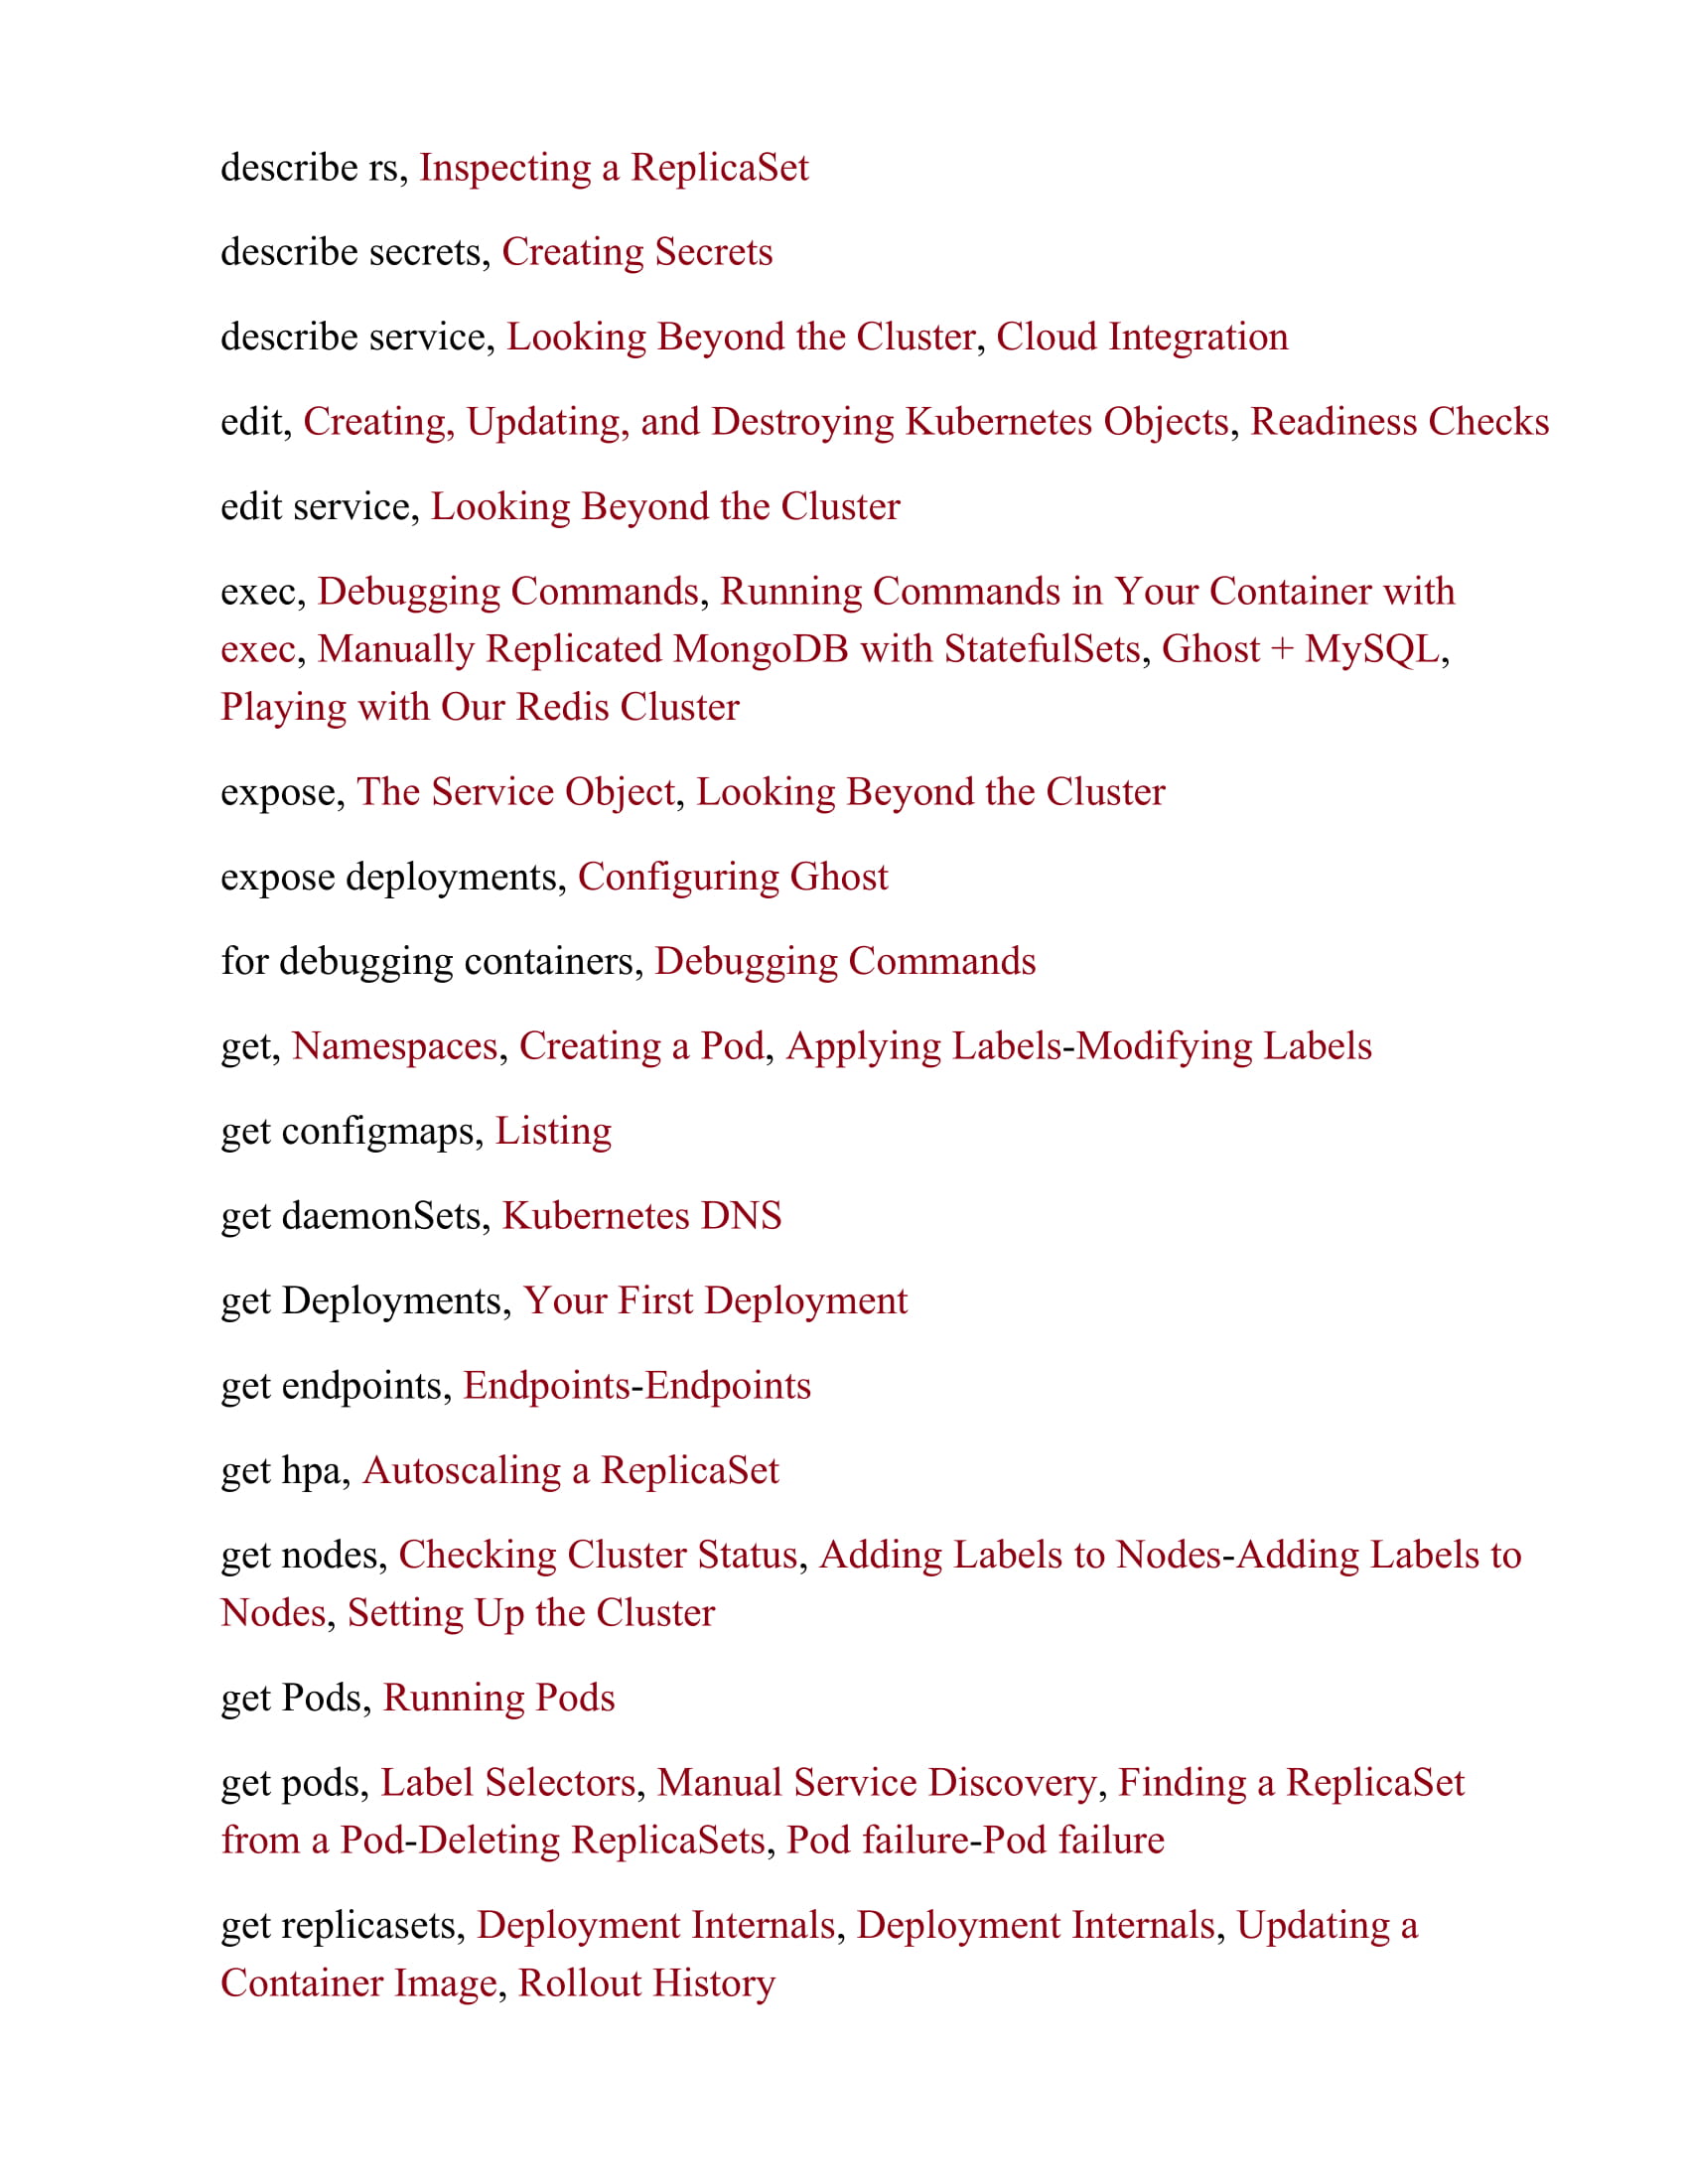 describe rs, Inspecting a ReplicaSet
describe secrets, Creating Secrets
describe service, Looking Beyond the Cluster, Cloud Integration
edit, Creating, Updating, and Destroying Kubernetes Objects, Readiness Checks
edit service, Looking Beyond the Cluster
exec, Debugging Commands, Running Commands in Your Container with
exec, Manually Replicated MongoDB with StatefulSets, Ghost + MySQL,
Playing with Our Redis Cluster
expose, The Service Object, Looking Beyond the Cluster
expose deployments, Configuring Ghost
for debugging containers, Debugging Commands
get, Namespaces, Creating a Pod, Applying Labels-Modifying Labels
get configmaps, Listing
get daemonSets, Kubernetes DNS
get Deployments, Your First Deployment
get endpoints, Endpoints-Endpoints
get hpa, Autoscaling a ReplicaSet
get nodes, Checking Cluster Status, Adding Labels to Nodes-Adding Labels to
Nodes, Setting Up the Cluster
get Pods, Running Pods
get pods, Label Selectors, Manual Service Discovery, Finding a ReplicaSet
from a Pod-Deleting ReplicaSets, Pod failure-Pod failure
get replicasets, Deployment Internals, Deployment Internals, Updating a
Container Image, Rollout History